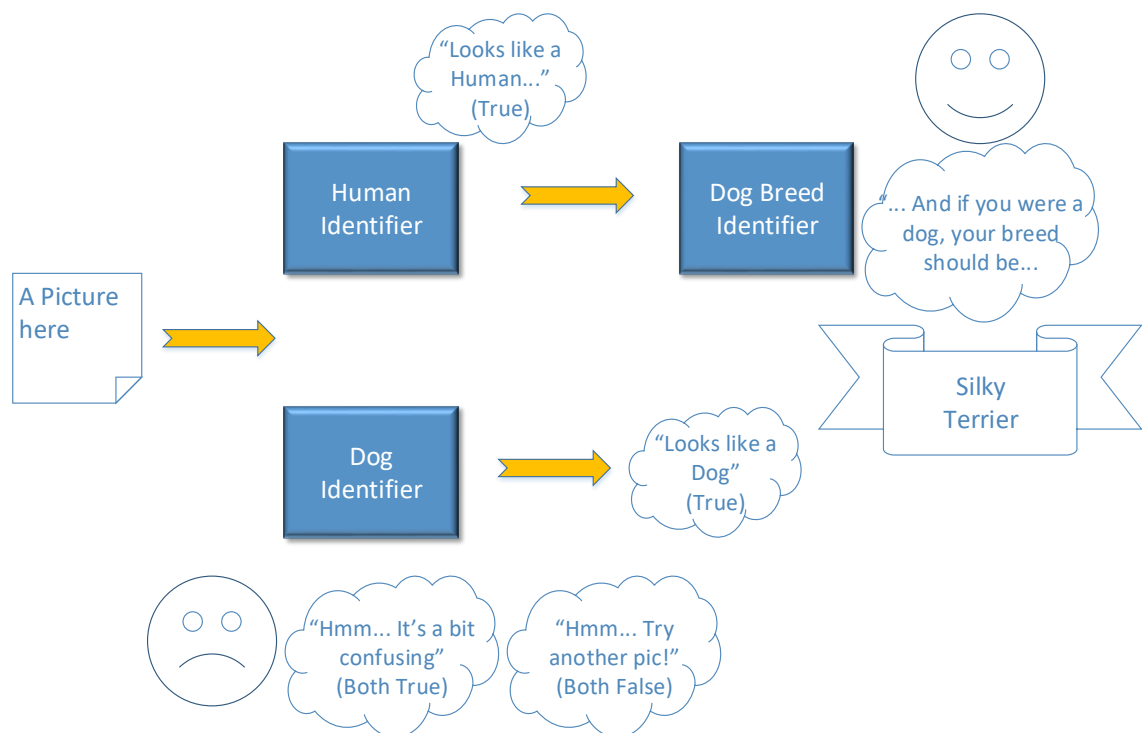 “Looks like a
Human...”
(True)
Human
Identifier
Dog Breed
Identifier
“... And if you were a
dog, your breed
should be...
A Picture
here
Silky
Terrier
Dog
Identifier
“Looks like a
Dog”
(True)
“Hmm... It’s a bit
confusing”
(Both True)
“Hmm... Try
another pic!”
(Both False)